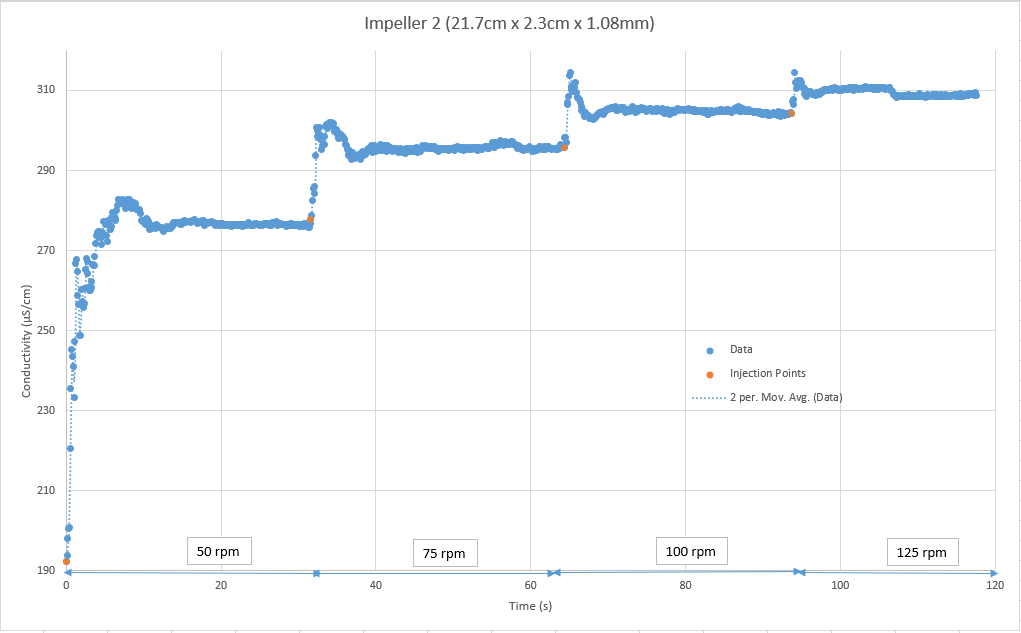 Impeller 2 (21.7cm x 2.3cm x 1.08mm)
310
290
270
250
230
210
190
Conductivity (µS/cm)
Data
Injection Points
2 per. Mov. Avg. (Data)
50 rpm
75 rpm
100 rpm
125 rpm
0
20
40
60
80
100
120
Time (s)